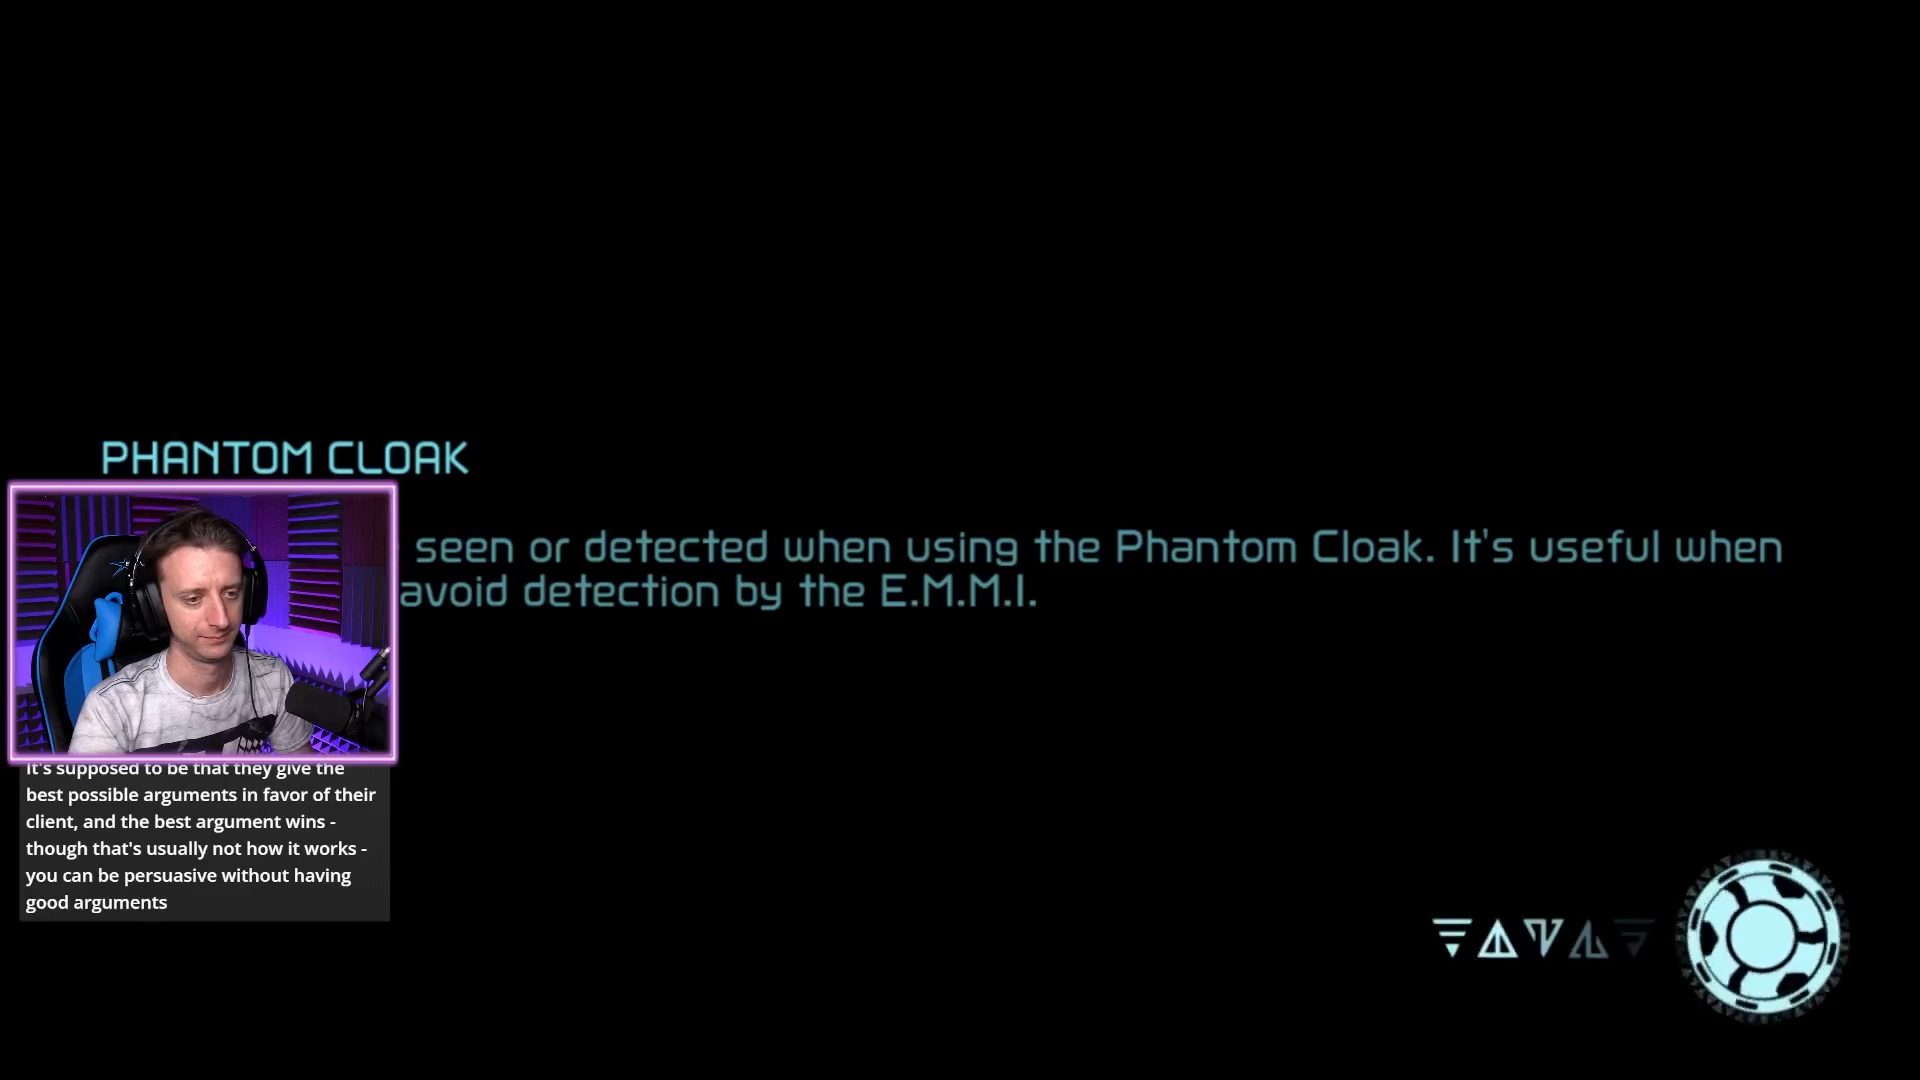 PHANTOM CLOAK
seen or detected when using the Phantom Cloak. It's useful when
avoid detection by the E.M.M.I.
It's supposed to be that they give the
best possible arguments in favor of their
client, and the best argument wins -
though that's usually not how it works -
you can be persuasive without having
good arguments